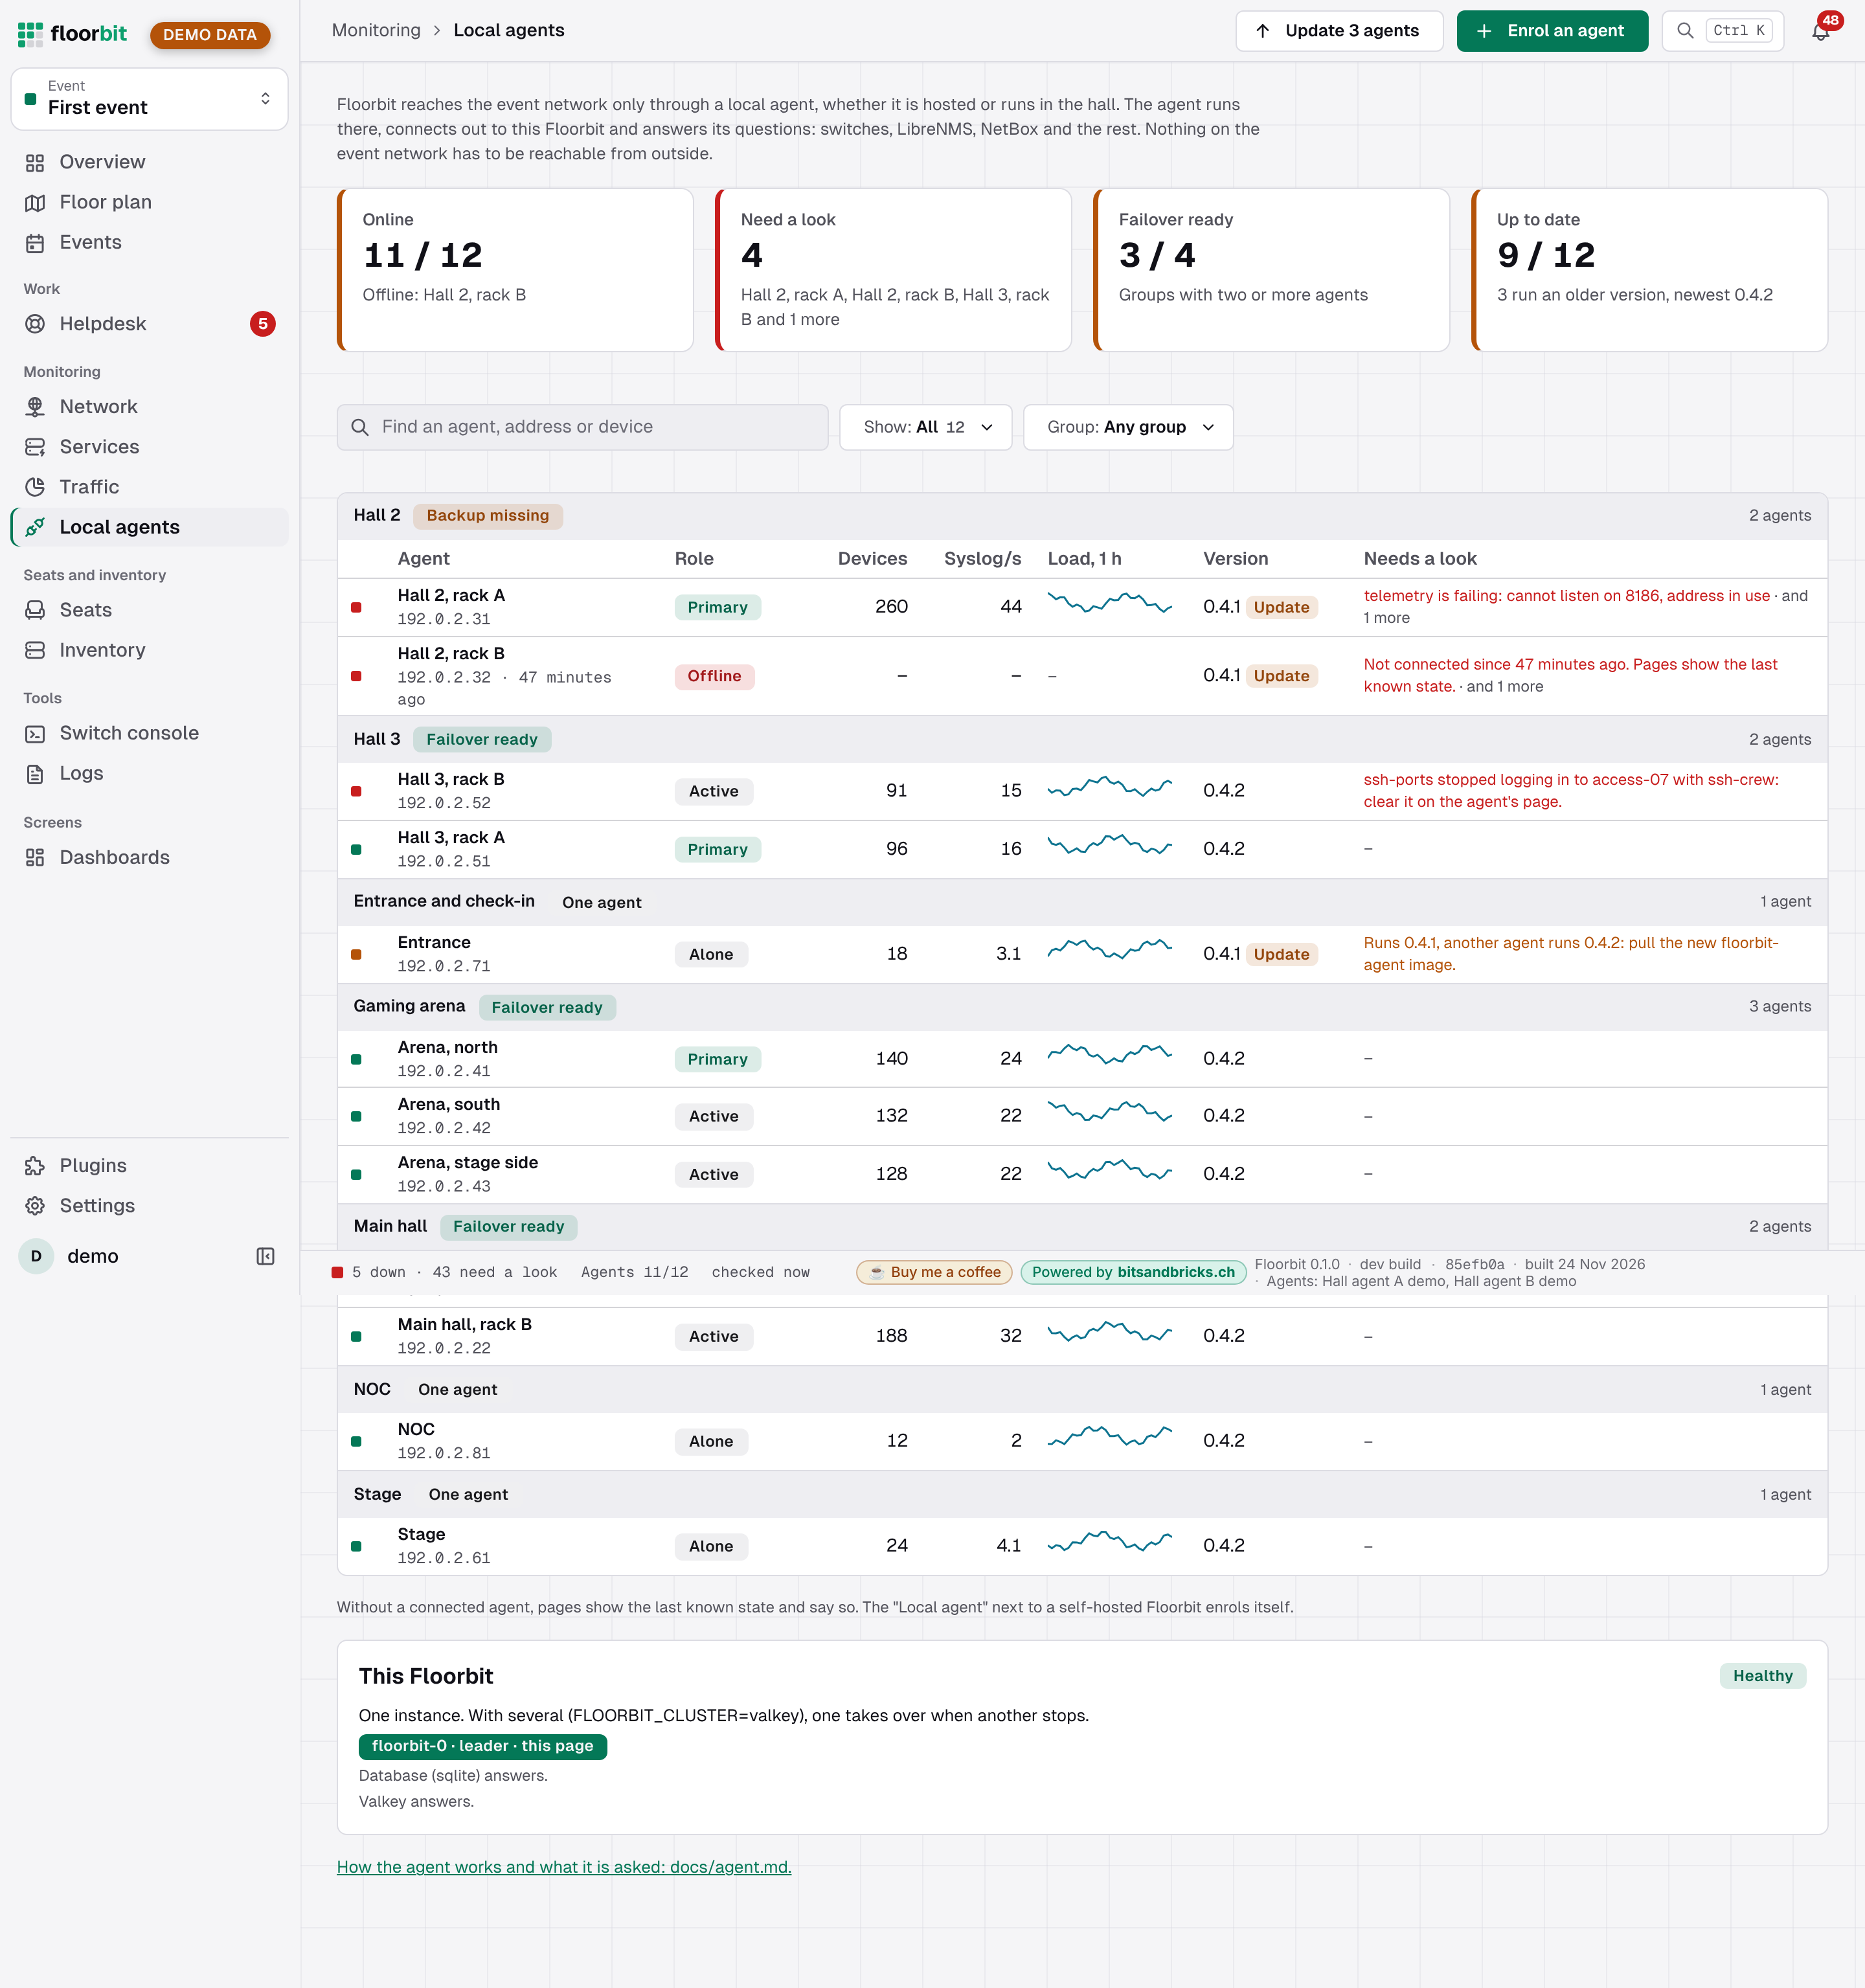 floorbit
DEMO DATA
Event
First event
Overview
Floor plan
Events
Work
Helpdesk
5
Monitoring
Network
Services
Traffic
Local agents
Seats and inventory
Seats
Inventory
Tools
Switch console
Logs
Screens
Dashboards
Plugins
Settings
D
demo
Monitoring > Local agents
Update 3 agents
Enrol an agent
Ctrl K
48
Floorbit reaches the event network only through a local agent, whether it is hosted or runs in the hall. The agent runs
there, connects out to this Floorbit and answers its questions: switches, LibreNMS, NetBox and the rest. Nothing on the
event network has to be reachable from outside.
Online
11 / 12
Offline: Hall 2, rack B
Need a look
4
Hall 2, rack A, Hall 2, rack B, Hall 3, rack
B and 1 more
Failover ready
3 / 4
Groups with two or more agents
Up to date
9 / 12
3 run an older version, newest 0.4.2
Find an agent, address or device
Show: All 12
Group: Any group
Hall 2 Backup missing 2 agents
Agent Role Devices Syslog/s Load, 1 h Version Needs a look
Hall 2, rack A
192.0.2.31
Primary 260 44 0.4.1 Update
telemetry is failing: cannot listen on 8186, address in use · and
1 more
Hall 2, rack B
192.0.2.32 · 47 minutes
ago
Offline – – – 0.4.1 Update
Not connected since 47 minutes ago. Pages show the last
known state. · and 1 more
Hall 3 Failover ready 2 agents
Hall 3, rack B
192.0.2.52
Active 91 15 0.4.2
ssh-ports stopped logging in to access-07 with ssh-crew:
clear it on the agent's page.
Hall 3, rack A
192.0.2.51
Primary 96 16 0.4.2 –
Entrance and check-in One agent 1 agent
Entrance
192.0.2.71
Alone 18 3.1 0.4.1 Update
Runs 0.4.1, another agent runs 0.4.2: pull the new floorbit-
agent image.
Gaming arena Failover ready 3 agents
Arena, north
192.0.2.41
Primary 140 24 0.4.2 –
Arena, south
192.0.2.42
Active 132 22 0.4.2 –
Arena, stage side
192.0.2.43
Active 128 22 0.4.2 –
Main hall Failover ready 2 agents
5 down · 43 need a look Agents 11/12 checked now
☕ Buy me a coffee
Powered by bitsandbricks.ch
Floorbit 0.1.0 · dev build · 85efb0a · built 24 Nov 2026
· Agents: Hall agent A demo, Hall agent B demo
Main hall, rack B
192.0.2.22
Active 188 32 0.4.2 –
NOC One agent 1 agent
NOC
192.0.2.81
Alone 12 2 0.4.2 –
Stage One agent 1 agent
Stage
192.0.2.61
Alone 24 4.1 0.4.2 –
Without a connected agent, pages show the last known state and say so. The "Local agent" next to a self-hosted Floorbit enrols itself.
This Floorbit
Healthy
One instance. With several (FLOORBIT_CLUSTER=valkey), one takes over when another stops.
floorbit-0 · leader · this page
Database (sqlite) answers.
Valkey answers.
How the agent works and what it is asked: docs/agent.md.